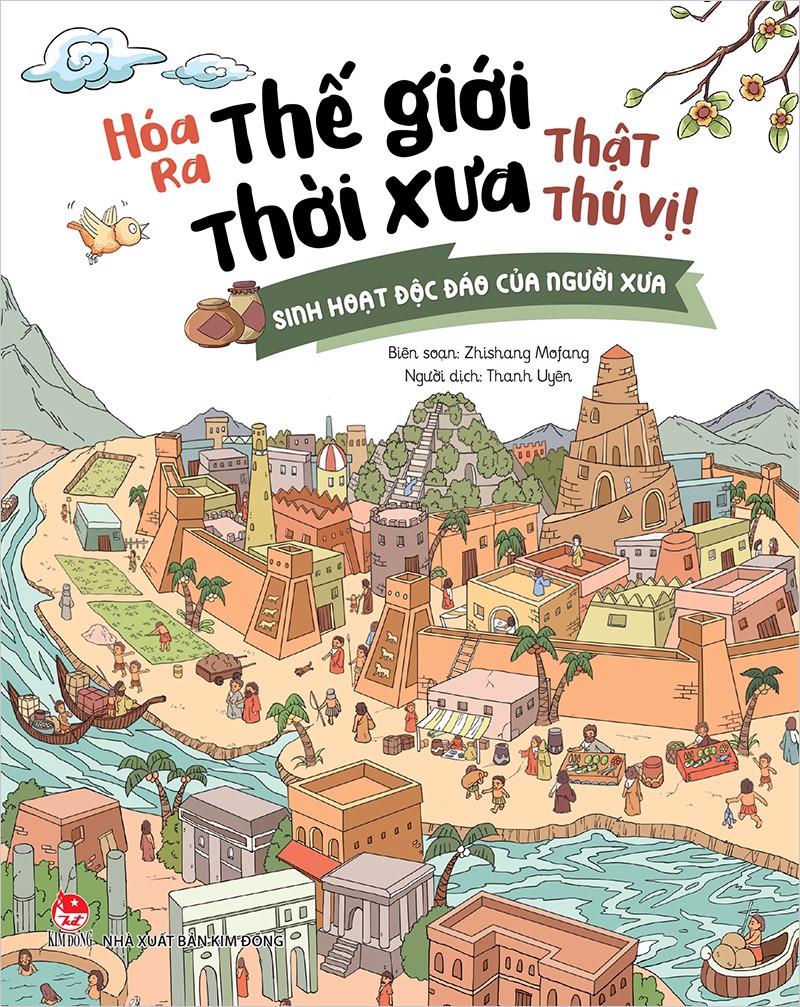 Hóa Ra
Thế giới
Thời xưa
Thật
Thú vị!
SINH HOẠT ĐỘC ĐÁO CỦA NGƯỜI XƯA
Biên soạn: Zhishang Mofang
Người dịch: Thanh Uyên
KIM ĐỒNG
NHÀ XUẤT BẢN KIM ĐỒNG